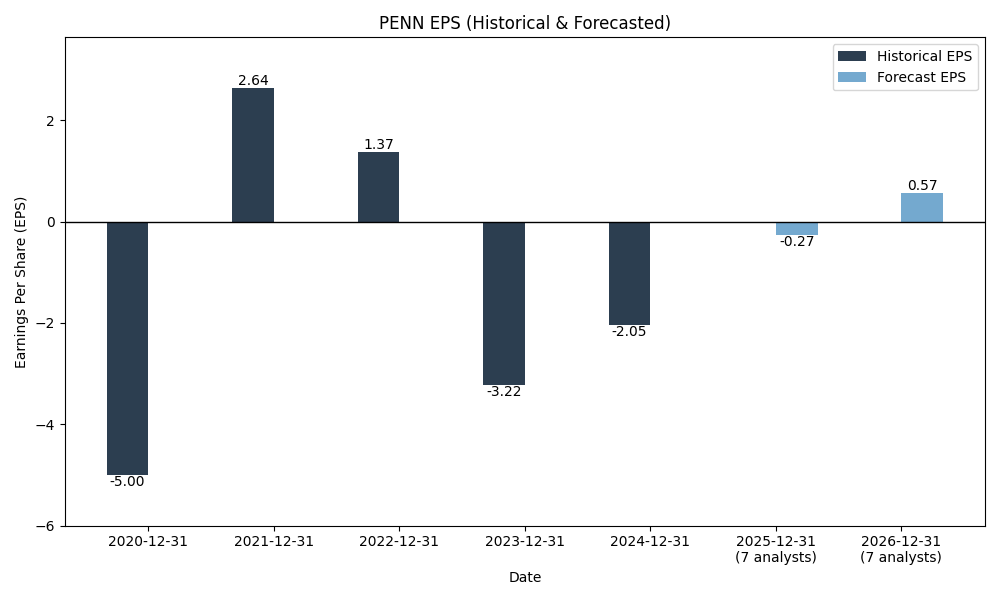 PENN EPS (Historical & Forecasted)
Historical EPS
Forecast EPS
Earnings Per Share (EPS)
2
0
−2
−4
−6
-5.00
2.64
1.37
-3.22
-2.05
-0.27
0.57
2020-12-31
2021-12-31
2022-12-31
2023-12-31
2024-12-31
2025-12-31
(7 analysts)
2026-12-31
(7 analysts)
Date